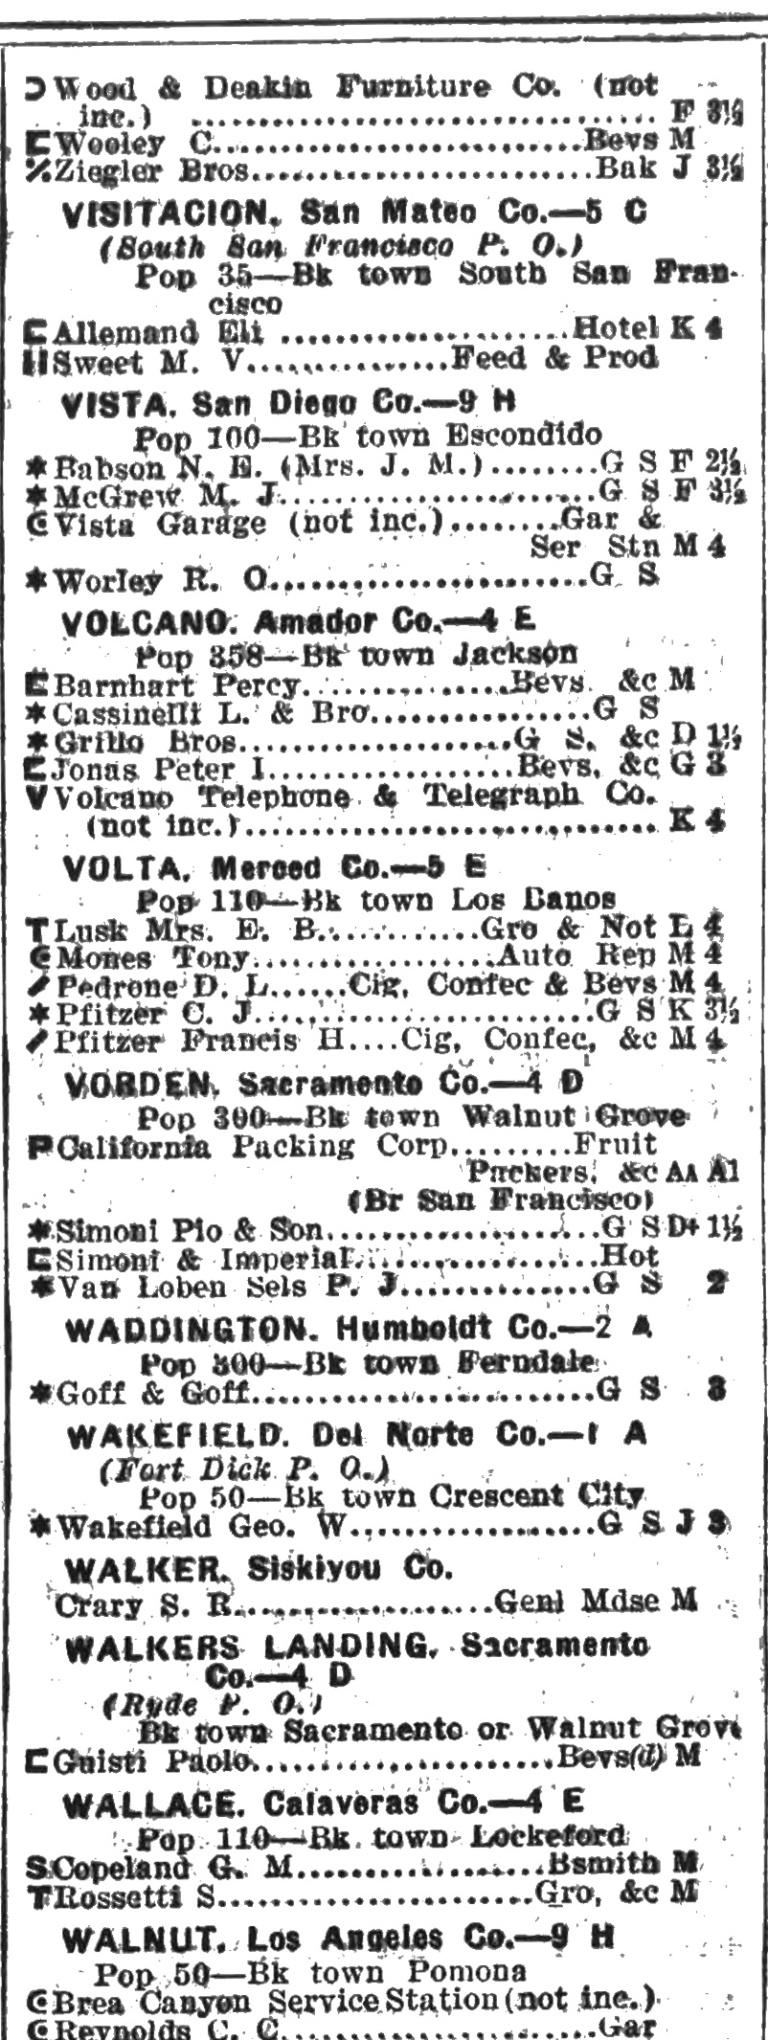 Wood & Deakin Furniture Co. (not
inc.) ........................................ F 3½
Wooley C..............................Bevs M
Ziegler Bros............................Bak J 3½
VISITACION, San Mateo Co.—5 C
(South San Francisco P. O.)
Pop 35—Bk town South San Fran-
cisco
Allemand Eli ........................Hotel K 4
Sweet M. V.................Feed & Prod
VISTA, San Diego Co.—9 H
Pop 100—Bk town Escondido
*Babson N. E. (Mrs. J. M.)........G S F 2½
*McGrew M. J...........................G S F 3½
Vista Garage (not inc.)........Gar &
Ser Stn M 4
*Worley R. O...........................G S
VOLCANO, Amador Co.—4 E
Pop 358—Bk town Jackson
Barnhart Percy..................Bevs, &c M
*Cassinelli L. & Bro.................G S
*Grillo Bros......................G S, &c D 1½
Jonas Peter I....................Bevs, &c G 3
V Volcano Telephone & Telegraph Co.
(not inc.)................................... K 4
VOLTA, Merced Co.—5 E
Pop 110—Bk town Los Banos
T Lusk Mrs. E. B.............Gro & Not L 4
Mones Tony....................Auto Rep M 4
Pedrone D. L......Cig, Confec & Bevs M 4
*Pfitzer C. J............................G S K 3½
Pfitzer Francis H....Cig, Confec, &c M 4
VORDEN, Sacramento Co.—4 D
Pop 300—Bk town Walnut Grove
P California Packing Corp.........Fruit
Packers, &c AA A1
(Br San Francisco)
*Simoni Pio & Son.....................G S D+ 1½
Simoni & Imperial....................Hot
*Van Loben Sels P. J...............G S 2
WADDINGTON, Humboldt Co.—2 A
Pop 300—Bk town Ferndale
*Goff & Goff...........................G S 3
WAKEFIELD, Del Norte Co.—1 A
(Fort Dick P. O.)
Pop 50—Bk town Crescent City
*Wakefield Geo. W...................G S J 3
WALKER, Siskiyou Co.
Crary S. R....................Genl Mdse M
WALKERS LANDING, Sacramento
Co.—4 D
(Ryde P. O.)
Bk town Sacramento or Walnut Grove
Guisti Paolo........................Bevs(d) M
WALLACE, Calaveras Co.—4 E
Pop 110—Bk town Lockeford
S Copeland G. M....................Bsmith M
T Rossetti S.........................Gro, &c M
WALNUT, Los Angeles Co.—9 H
Pop 50—Bk town Pomona
Brea Canyon Service Station (not inc.)
Reynolds C. C..........................Gar